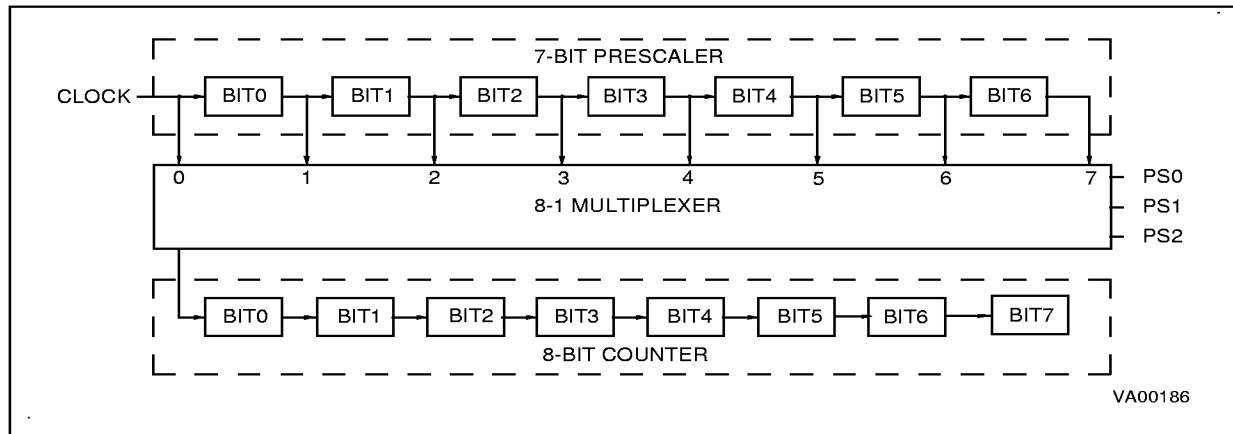 7-BIT PRESCALER
CLOCK BIT0 BIT1 BIT2 BIT3 BIT4 BIT5 BIT6
0 1 2 3 4 5 6 7 PS0
8-1 MULTIPLEXER PS1
PS2
BIT0 BIT1 BIT2 BIT3 BIT4 BIT5 BIT6 BIT7
8-BIT COUNTER
VA00186